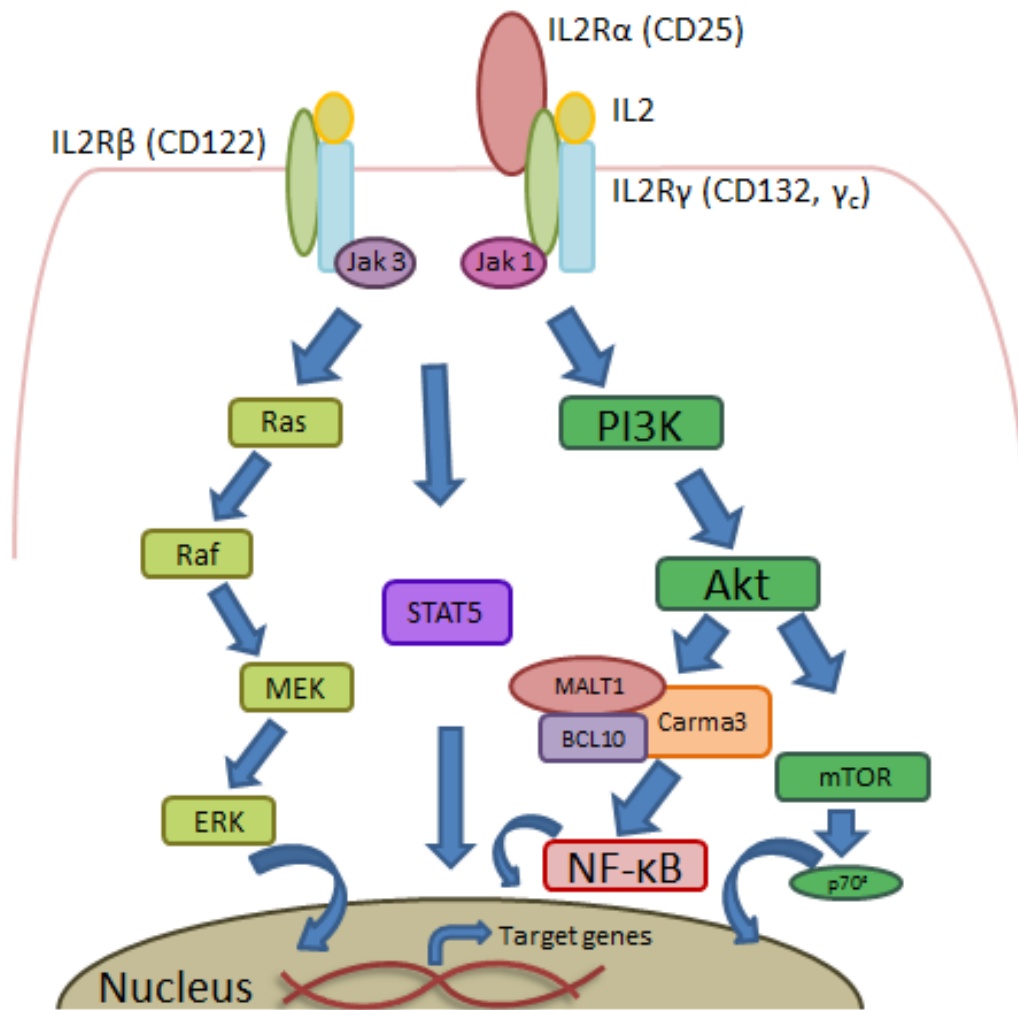 IL2Rα (CD25)
IL2
IL2Rβ (CD122)
IL2Rγ (CD132, γc)
Jak 3
Jak 1
Ras
PI3K
Raf
Akt
STAT5
MEK
MALT1
Carma3
BCL10
mTOR
ERK
NF-κB
p70ˢ
Target genes
Nucleus